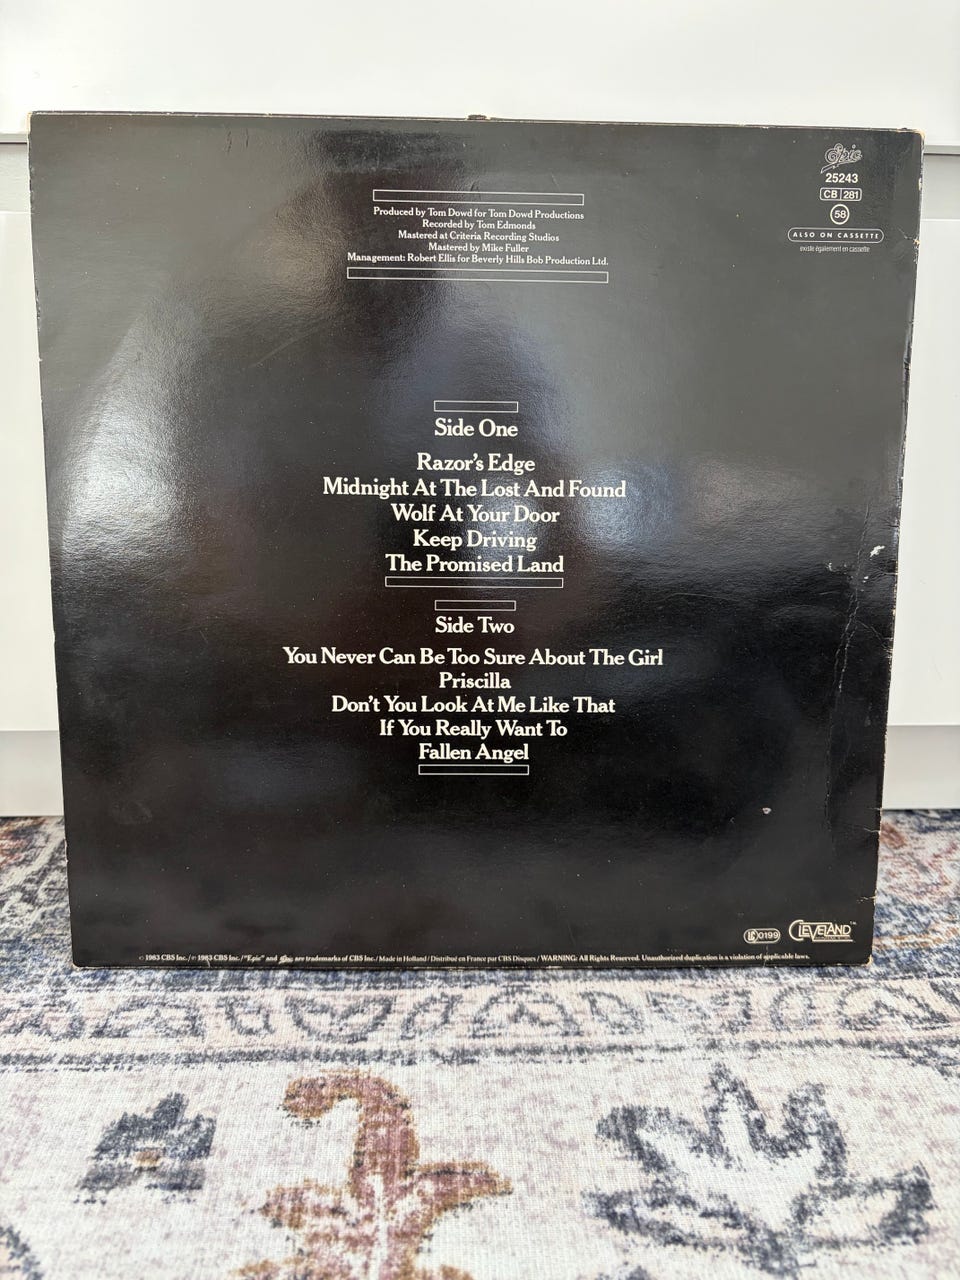 Epic
25243
CB 281
58
ALSO ON CASSETTE
existe également en cassette
Produced by Tom Dowd for Tom Dowd Productions
Recorded by Tom Edmonds
Mastered at Criteria Recording Studios
Mastered by Mike Fuller
Management: Robert Ellis for Beverly Hills Bob Production Ltd.
Side One
Razor's Edge
Midnight At The Lost And Found
Wolf At Your Door
Keep Driving
The Promised Land
Side Two
You Never Can Be Too Sure About The Girl
Priscilla
Don't You Look At Me Like That
If You Really Want To
Fallen Angel
LC 0199
CLEVELAND™
© 1983 CBS Inc./℗ 1983 CBS Inc./"Epic" and Epic are trademarks of CBS Inc./Made in Holland/Distribué en France par CBS Disques/WARNING: All Rights Reserved. Unauthorized duplication is a violation of applicable laws.